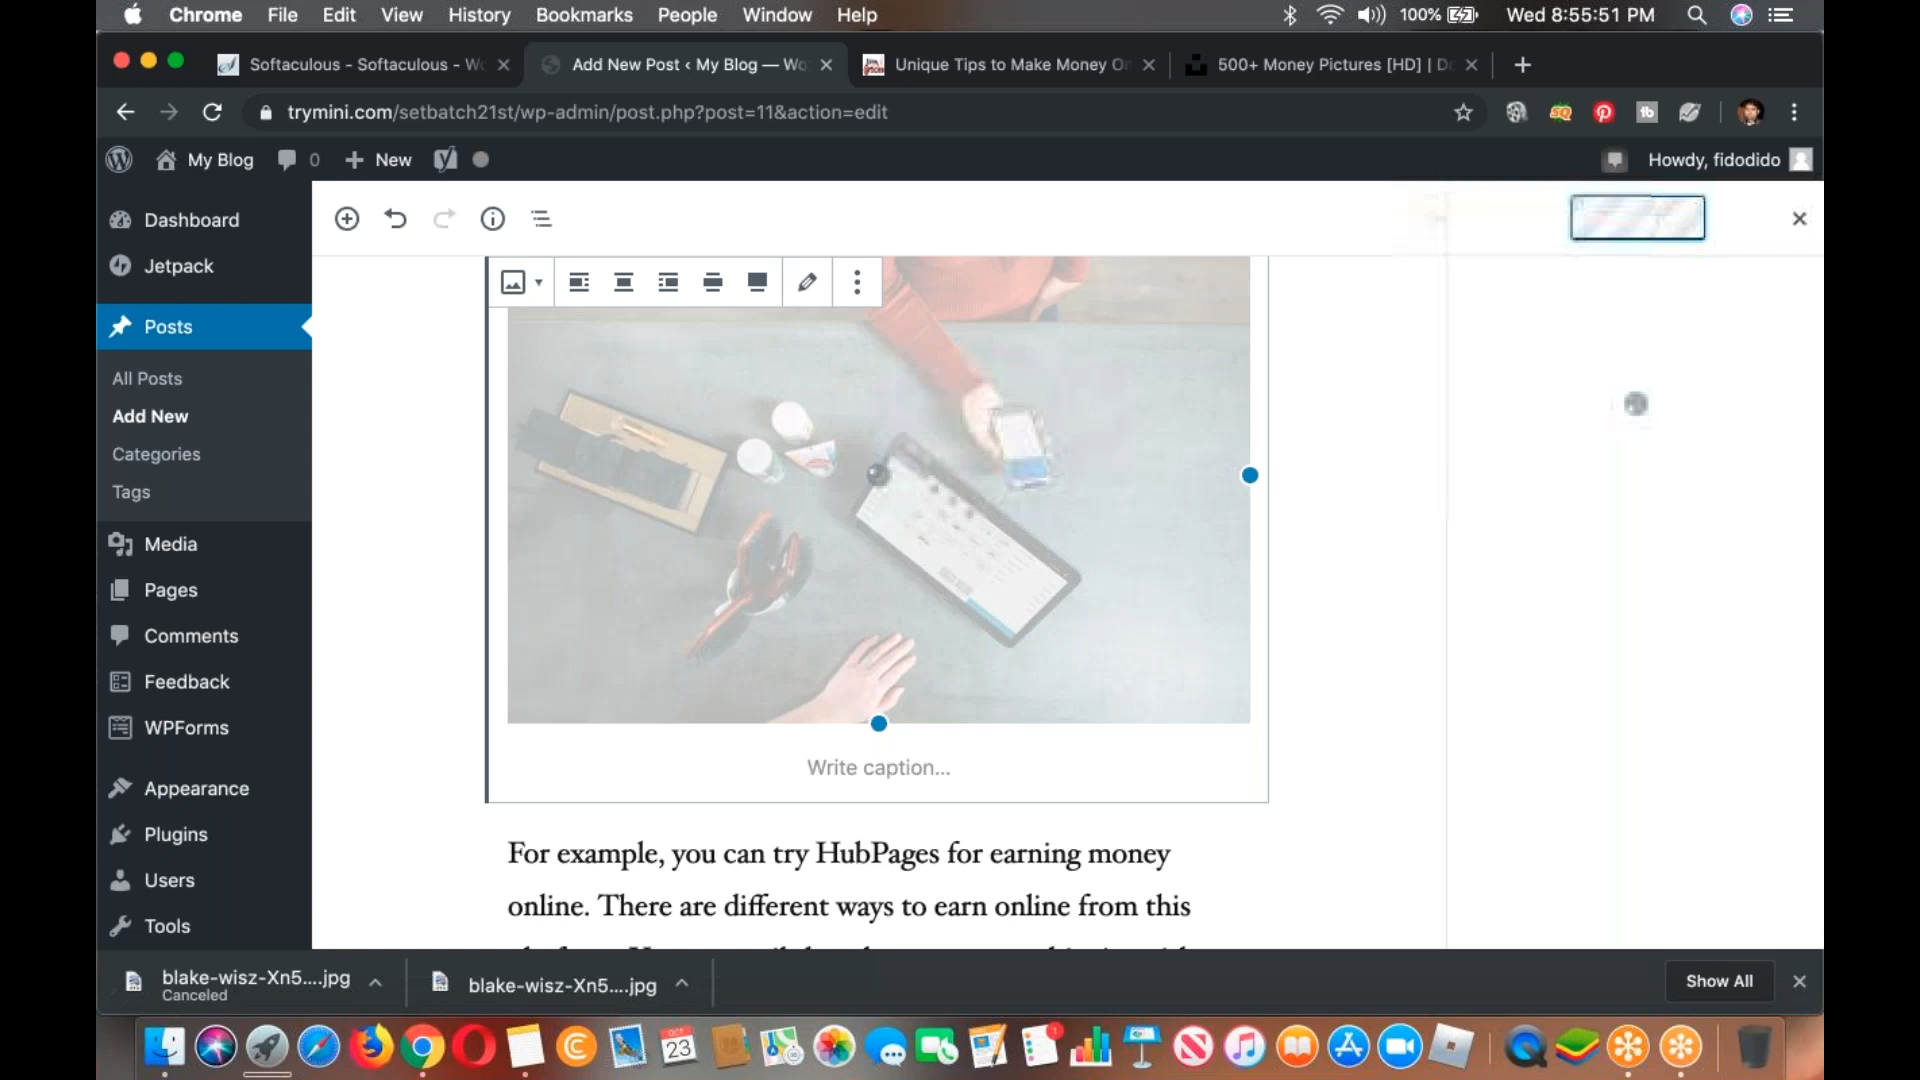 Chrome File Edit View History Bookmarks People Window Help 100% Wed 8:55:51 PM
Softaculous - Softaculous - Wo
Add New Post ‹ My Blog — Wo
Unique Tips to Make Money On
500+ Money Pictures [HD] | Do
trymini.com/setbatch21st/wp-admin/post.php?post=11&action=edit
My Blog 0 New Howdy, fidodido
Dashboard
Jetpack
Posts
All Posts
Add New
Categories
Tags
Media
Pages
Comments
Feedback
WPForms
Appearance
Plugins
Users
Tools
Write caption...
For example, you can try HubPages for earning money
online. There are different ways to earn online from this
blake-wisz-Xn5....jpg
Canceled
blake-wisz-Xn5....jpg
Show All
OCT
23